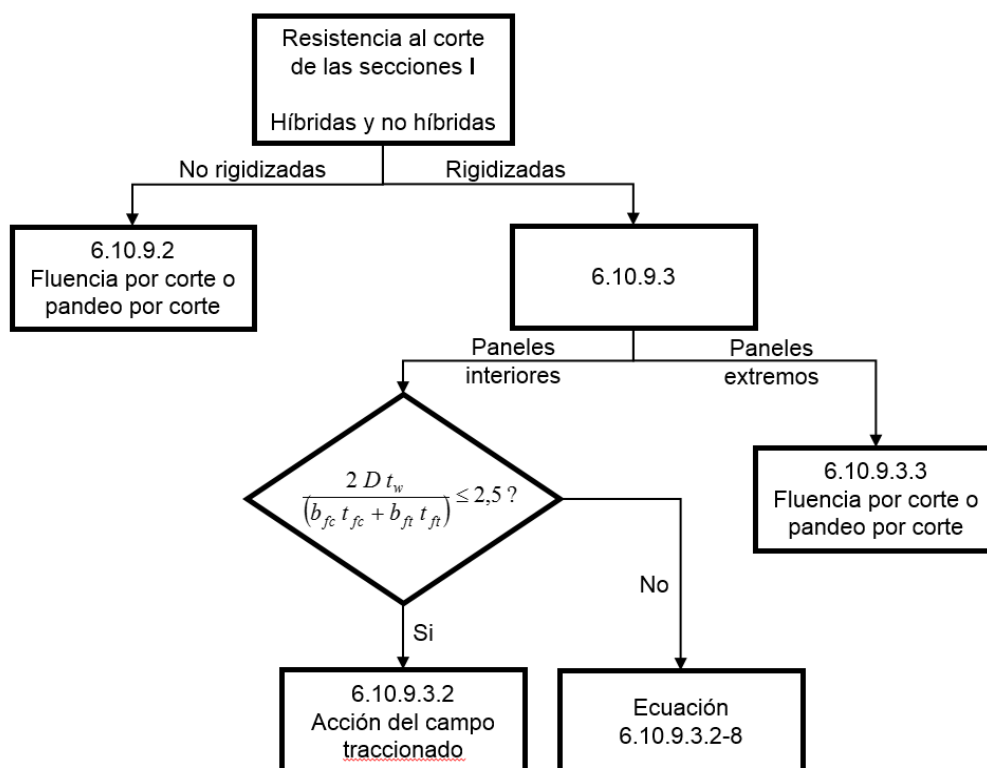 Resistencia al corte
de las secciones I
Híbridas y no híbridas
No rigidizadas
Rigidizadas
6.10.9.2
Fluencia por corte o
pandeo por corte
6.10.9.3
Paneles
interiores
Paneles
extremos
2 D t_w / (b_fc t_fc + b_ft t_ft) ≤ 2,5 ?
6.10.9.3.3
Fluencia por corte o
pandeo por corte
No
Si
6.10.9.3.2
Acción del campo
traccionado
Ecuación
6.10.9.3.2-8